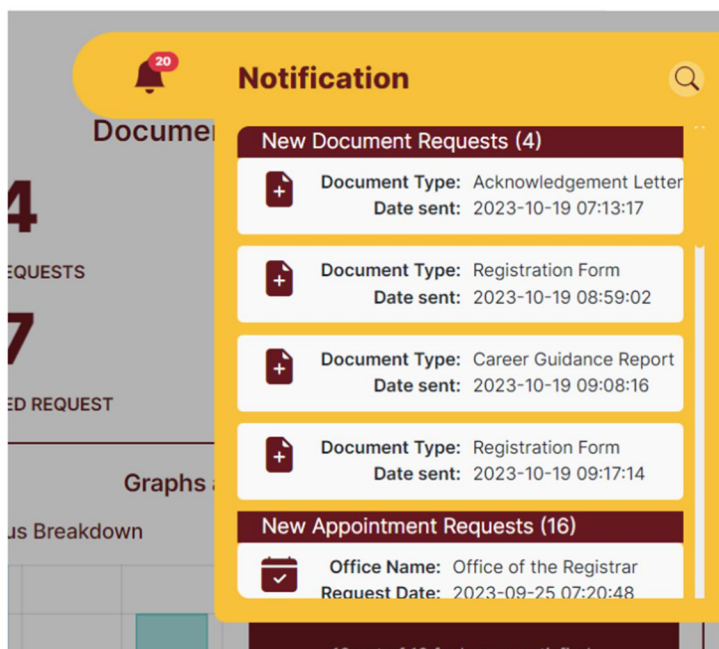 20
Notification
Docume
New Document Requests (4)
Document Type: Acknowledgement Letter
Date sent: 2023-10-19 07:13:17
4
EQUESTS
Document Type: Registration Form
Date sent: 2023-10-19 08:59:02
7
ED REQUEST
Document Type: Career Guidance Report
Date sent: 2023-10-19 09:08:16
Document Type: Registration Form
Date sent: 2023-10-19 09:17:14
Graphs
us Breakdown
New Appointment Requests (16)
Office Name: Office of the Registrar
Request Date: 2023-09-25 07:20:48